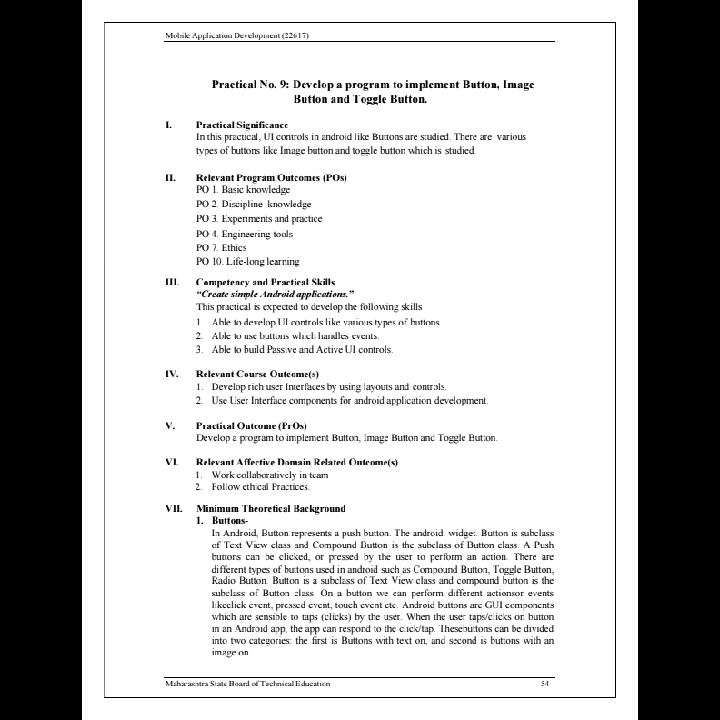 Mobile Application Development (22617)
Practical No. 9: Develop a program to implement Button, Image
Button and Toggle Button.
I. Practical Significance
In this practical, UI controls in android like Buttons are studied. There are various
types of buttons like Image button and toggle button which is studied.
II. Relevant Program Outcomes (POs)
PO 1. Basic knowledge
PO 2. Discipline knowledge
PO 3. Experiments and practice
PO 4. Engineering tools
PO 7. Ethics
PO 10. Life-long learning
III. Competency and Practical Skills
“Create simple Android applications.”
This practical is expected to develop the following skills
1. Able to develop UI controls like various types of buttons.
2. Able to use buttons which handles events.
3. Able to build Passive and Active UI controls.
IV. Relevant Course Outcome(s)
1. Develop rich user Interfaces by using layouts and controls.
2. Use User Interface components for android application development.
V. Practical Outcome (PrOs)
Develop a program to implement Button, Image Button and Toggle Button.
VI. Relevant Affective Domain Related Outcome(s)
1. Work collaboratively in team
2. Follow ethical Practices.
VII. Minimum Theoretical Background
1. Buttons-
In Android, Button represents a push button. The android. widget. Button is subclass
of Text View class and Compound Button is the subclass of Button class. A Push
buttons can be clicked, or pressed by the user to perform an action. There are
different types of buttons used in android such as Compound Button, Toggle Button,
Radio Button. Button is a subclass of Text View class and compound button is the
subclass of Button class. On a button we can perform different actionsor events
likeclick event, pressed event, touch event etc. Android buttons are GUI components
which are sensible to taps (clicks) by the user. When the user taps/clicks on button
in an Android app, the app can respond to the click/tap. Thesebuttons can be divided
into two categories: the first is Buttons with text on, and second is buttons with an
image on
Maharashtra State Board of Technical Education 54